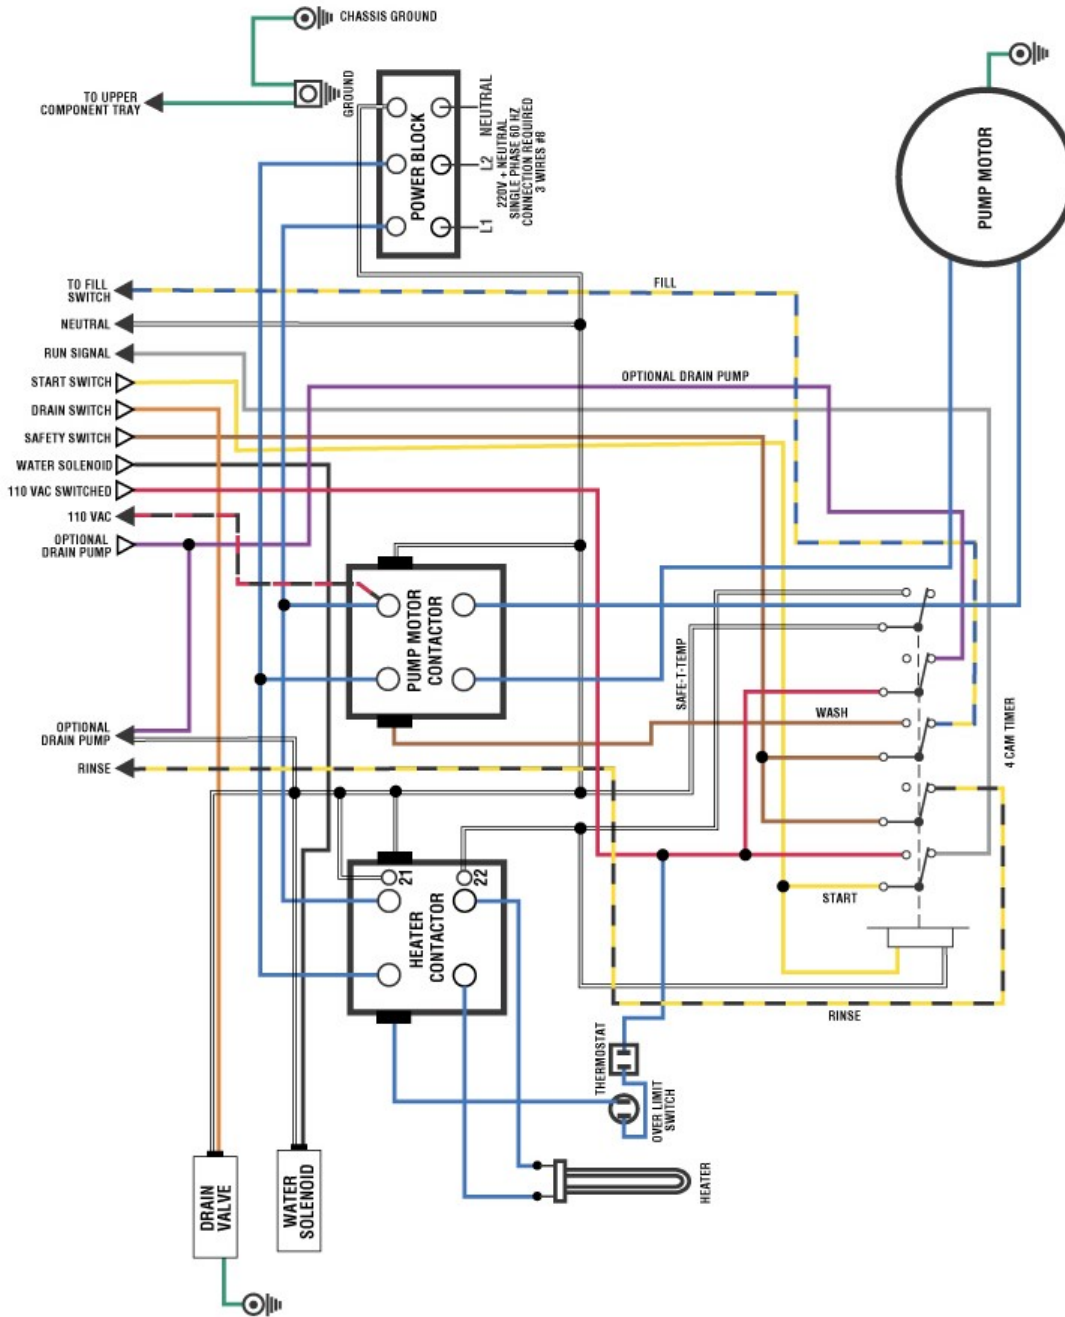 CHASSIS GROUND
GROUND
TO UPPER
COMPONENT TRAY
POWER BLOCK
NEUTRAL
L2
L1
220V + NEUTRAL
SINGLE PHASE 60 HZ
CONNECTION REQUIRED
3 WIRES #8
PUMP MOTOR
TO FILL
SWITCH
FILL
NEUTRAL
RUN SIGNAL
START SWITCH
OPTIONAL DRAIN PUMP
DRAIN SWITCH
SAFETY SWITCH
WATER SOLENOID
110 VAC SWITCHED
110 VAC
OPTIONAL
DRAIN PUMP
PUMP MOTOR
CONTACTOR
SAFE-T-TEMP
WASH
4 CAM TIMER
OPTIONAL
DRAIN PUMP
RINSE
21
22
HEATER
CONTACTOR
START
RINSE
THERMOSTAT
OVER LIMIT
SWITCH
HEATER
DRAIN
VALVE
WATER
SOLENOID